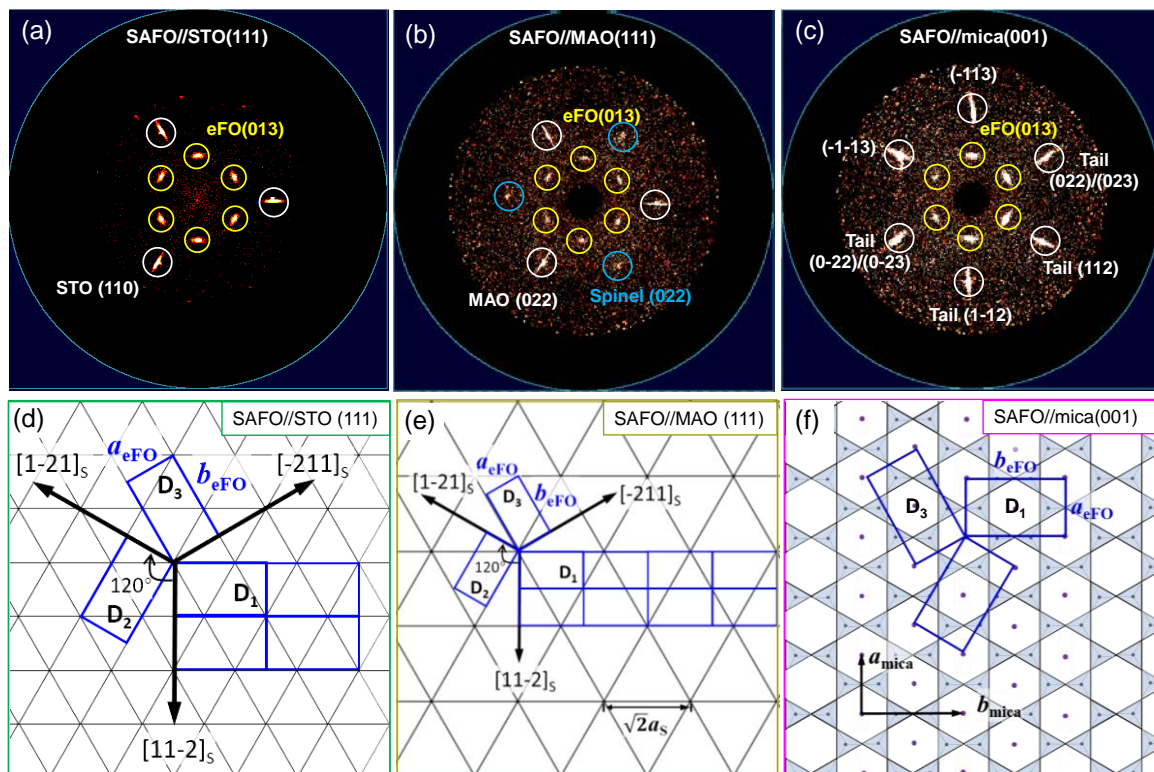 (a)
SAFO//STO(111)
eFO(013)
STO (110)
(b)
SAFO//MAO(111)
eFO(013)
MAO (022)
Spinel (022)
(c)
SAFO//mica(001)
(-113)
eFO(013)
(-1-13)
Tail
(022)/(023)
Tail
(0-22)/(0-23)
Tail (112)
Tail (1-12)
(d)
SAFO//STO (111)
aeFO
[1-21]S
D3
beFO
[-211]S
120°
D1
D2
[11-2]S
(e)
SAFO//MAO (111)
aeFO
[1-21]S
D3
beFO
[-211]S
120°
D1
D2
[11-2]S
√2aS
(f)
SAFO//mica(001)
beFO
D3
D1
aeFO
amica
bmica